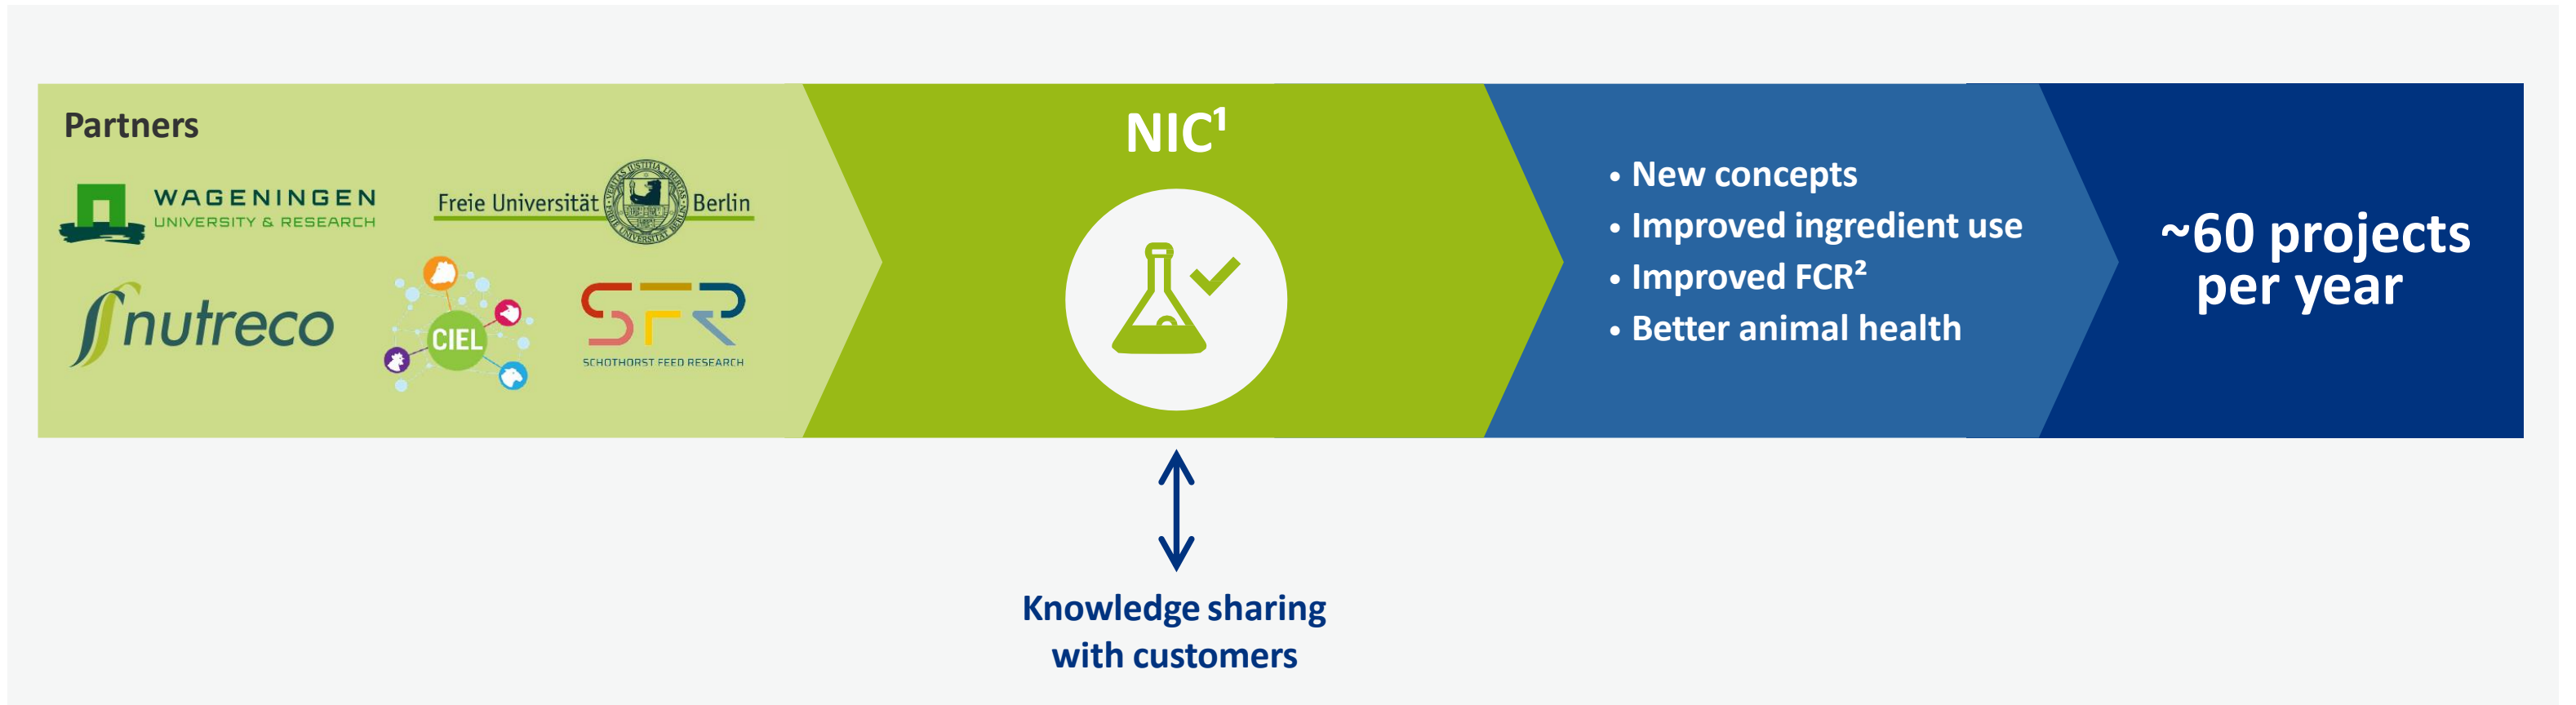 Partners
WAGENINGEN
UNIVERSITY & RESEARCH
Freie Universität Berlin
nutreco
CIEL
SFR
SCHOTHORST FEED RESEARCH
NIC¹
• New concepts
• Improved ingredient use
• Improved FCR²
• Better animal health
~60 projects
per year
Knowledge sharing
with customers